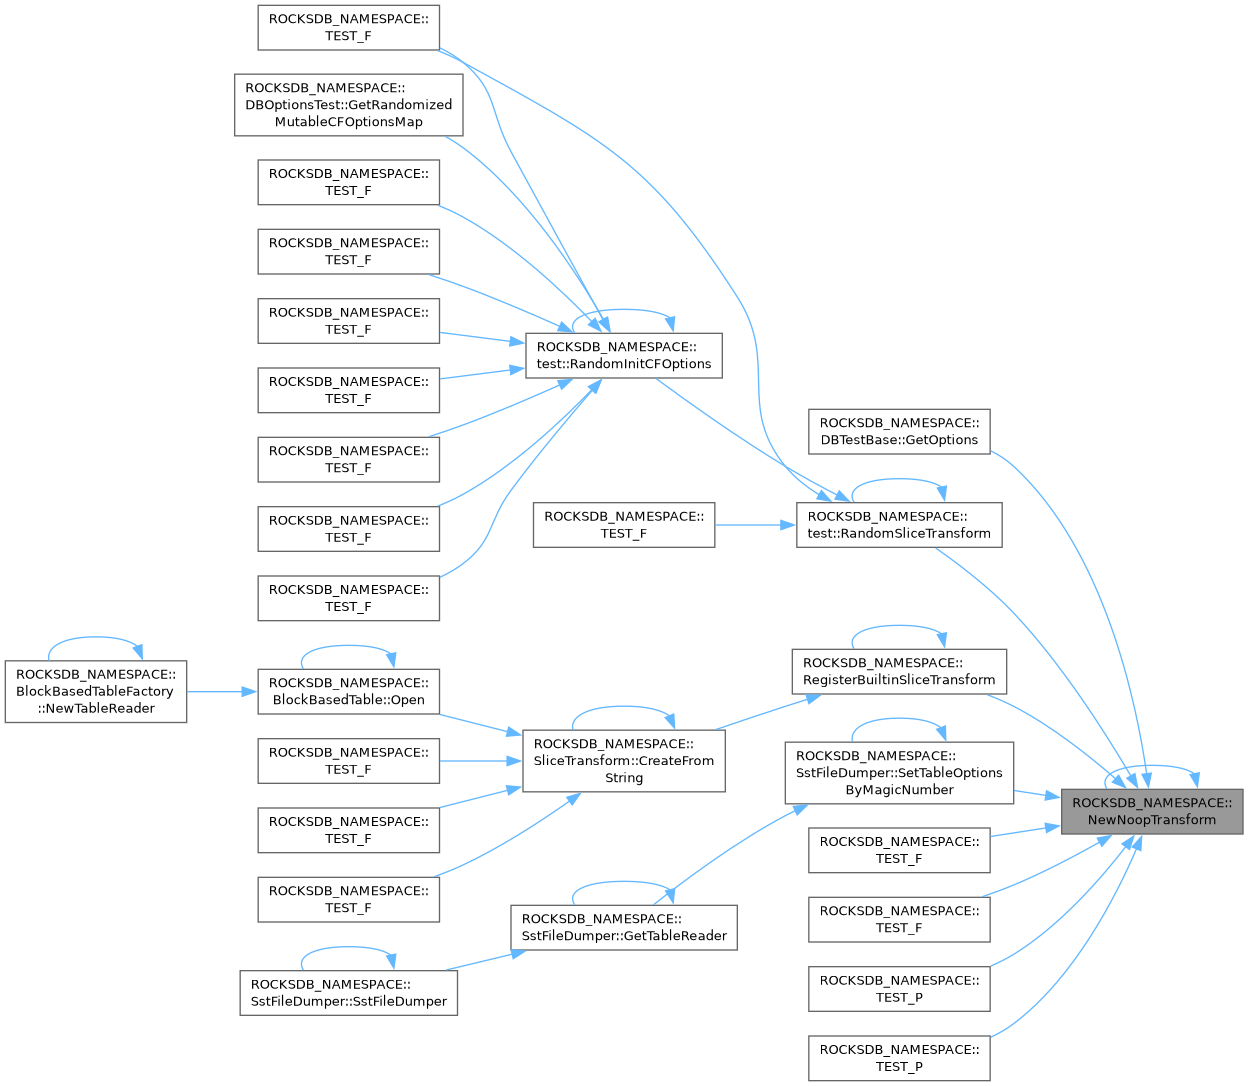 ROCKSDB_NAMESPACE::
TEST_F
ROCKSDB_NAMESPACE::
DBOptionsTest::GetRandomized
MutableCFOptionsMap
ROCKSDB_NAMESPACE::
TEST_F
ROCKSDB_NAMESPACE::
TEST_F
ROCKSDB_NAMESPACE::
TEST_F
ROCKSDB_NAMESPACE::
TEST_F
ROCKSDB_NAMESPACE::
TEST_F
ROCKSDB_NAMESPACE::
TEST_F
ROCKSDB_NAMESPACE::
TEST_F
ROCKSDB_NAMESPACE::
test::RandomInitCFOptions
ROCKSDB_NAMESPACE::
DBTestBase::GetOptions
ROCKSDB_NAMESPACE::
TEST_F
ROCKSDB_NAMESPACE::
test::RandomSliceTransform
ROCKSDB_NAMESPACE::
BlockBasedTableFactory
::NewTableReader
ROCKSDB_NAMESPACE::
BlockBasedTable::Open
ROCKSDB_NAMESPACE::
RegisterBuiltinSliceTransform
ROCKSDB_NAMESPACE::
TEST_F
ROCKSDB_NAMESPACE::
TEST_F
ROCKSDB_NAMESPACE::
TEST_F
ROCKSDB_NAMESPACE::
SliceTransform::CreateFrom
String
ROCKSDB_NAMESPACE::
SstFileDumper::SetTableOptions
ByMagicNumber
ROCKSDB_NAMESPACE::
NewNoopTransform
ROCKSDB_NAMESPACE::
TEST_F
ROCKSDB_NAMESPACE::
TEST_F
ROCKSDB_NAMESPACE::
SstFileDumper::GetTableReader
ROCKSDB_NAMESPACE::
SstFileDumper::SstFileDumper
ROCKSDB_NAMESPACE::
TEST_P
ROCKSDB_NAMESPACE::
TEST_P